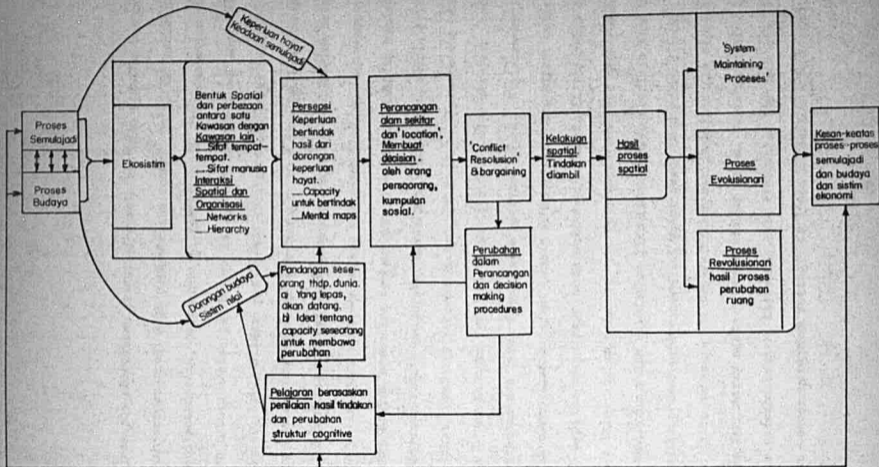 Keperluan hayat
Keadaan semulajadi
Proses
Semulajadi
Proses
Budaya
Ekosistim
Bentuk Spatial
dan perbezaan
antara satu
Kawasan dengan
Kawasan lain.
—Sifat tempat-
tempat.
—Sifat manusia
Interaksi
Spatial dan
Organisasi
—Networks
—Hierarchy
Persepsi
Keperluan
bertindak
hasil dari
dorongan
keperluan
hayat.
—Capacity
untuk bertindak
—Mental maps
Perancangan
alam sekitar
dan 'location',
Membuat
decision.
oleh orang
persaorang,
kumpulan
sosial.
'Conflict
Resolusion'
& bargaining
Kelakuan
spatial
Tindakan
diambil
Hasil
proses
spatial
'System
Maintaining
Proceses'
Proses
Evolusionari
Proses
Revolusionari
hasil proses
perubahan
ruang
Kesan-keatas
proses-proses
semulajadi
dan budaya
dan sistim
ekonomi
Dorongan budaya
Sistim nilai
Pandangan sese-
orang thdp. dunia.
a) Yang lepas,
akan datang.
b) Idea tentang
capacity seseorang
untuk membawa
perubahan
Perubahan
dalam
Perancangan
dan decision
making
procedures
Pelajaran berasaskan
penilaian hasil tindakan
dan perubahan
struktur cognitive